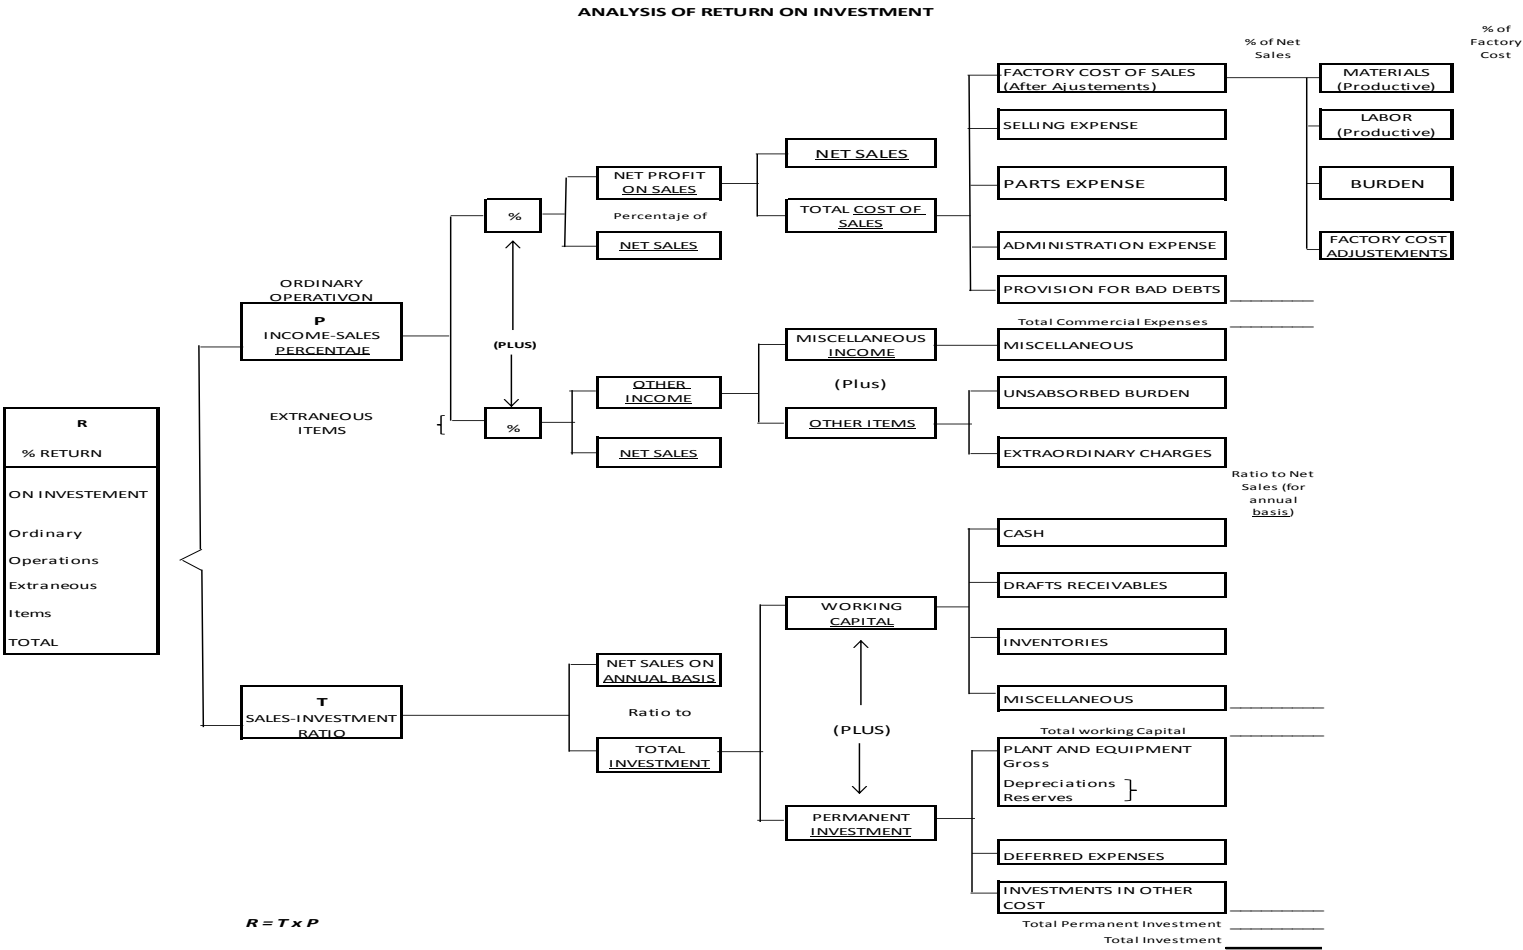 ANALYSIS OF RETURN ON INVESTMENT
% of
Factory
Cost
% of Net
Sales
FACTORY COST OF SALES
(After Ajustements)
MATERIALS
(Productive)
SELLING EXPENSE
LABOR
(Productive)
NET SALES
NET PROFIT
ON SALES
PARTS EXPENSE
BURDEN
%
Percentaje of
TOTAL COST OF
SALES
NET SALES
ADMINISTRATION EXPENSE
FACTORY COST
ADJUSTEMENTS
ORDINARY
OPERATIVON
PROVISION FOR BAD DEBTS
P
INCOME-SALES
PERCENTAJE
Total Commercial Expenses
(PLUS)
MISCELLANEOUS
INCOME
MISCELLANEOUS
(Plus)
OTHER
INCOME
UNSABSORBED BURDEN
EXTRANEOUS
ITEMS
%
OTHER ITEMS
NET SALES
EXTRAORDINARY CHARGES
R
% RETURN
ON INVESTEMENT
Ordinary
Operations
Extraneous
Items
TOTAL
Ratio to Net
Sales (for
annual
basis)
CASH
DRAFTS RECEIVABLES
WORKING
CAPITAL
INVENTORIES
NET SALES ON
ANNUAL BASIS
MISCELLANEOUS
T
SALES-INVESTMENT
RATIO
Ratio to
(PLUS)
Total working Capital
TOTAL
INVESTMENT
PLANT AND EQUIPMENT
Gross
Depreciations
Reserves
PERMANENT
INVESTMENT
DEFERRED EXPENSES
INVESTMENTS IN OTHER
COST
R = T x P
Total Permanent Investment
Total Investment